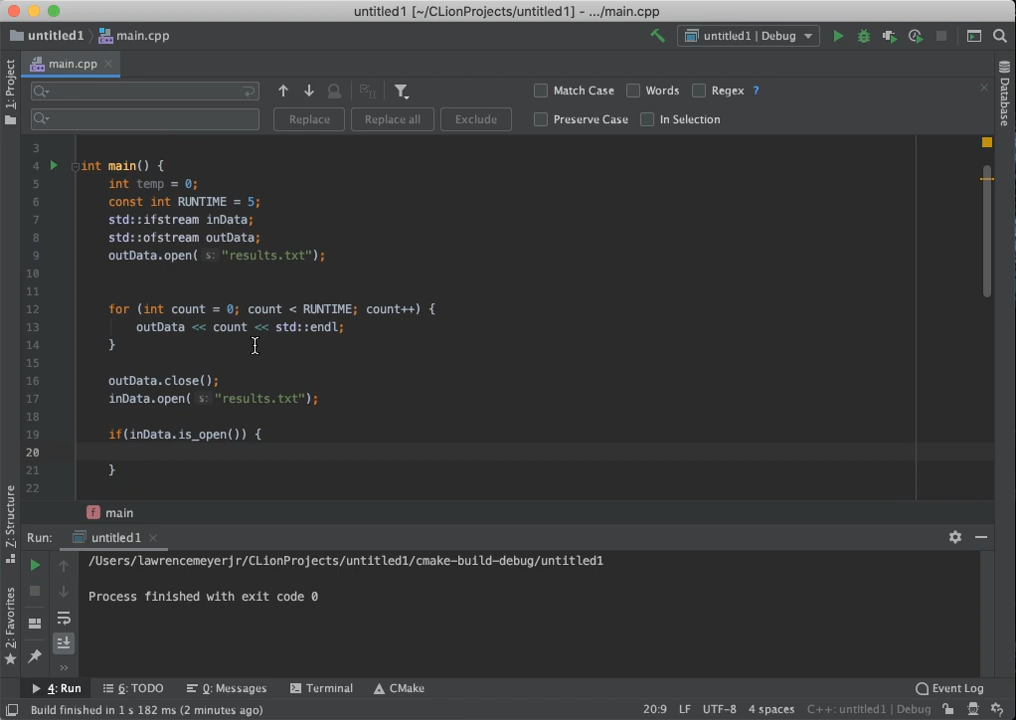 untitled1 [~/CLionProjects/untitled1] - .../main.cpp
untitled1 main.cpp
untitled1 | Debug
1: Project
main.cpp
Match Case Words Regex ?
Replace Replace all Exclude Preserve Case In Selection
Database
3
4 int main() {
5 int temp = 0;
6 const int RUNTIME = 5;
7 std::ifstream inData;
8 std::ofstream outData;
9 outData.open( s: "results.txt");
10
11
12 for (int count = 0; count < RUNTIME; count++) {
13 outData << count << std::endl;
14 }
15
16 outData.close();
17 inData.open( s: "results.txt");
18
19 if(inData.is_open()) {
20
21 }
22
f main
Z: Structure
2: Favorites
Run: untitled1
/Users/lawrencemeyerjr/CLionProjects/untitled1/cmake-build-debug/untitled1
Process finished with exit code 0
4: Run 6: TODO 0: Messages Terminal CMake Event Log
Build finished in 1 s 182 ms (2 minutes ago) 20:9 LF UTF-8 4 spaces C++: untitled1 | Debug